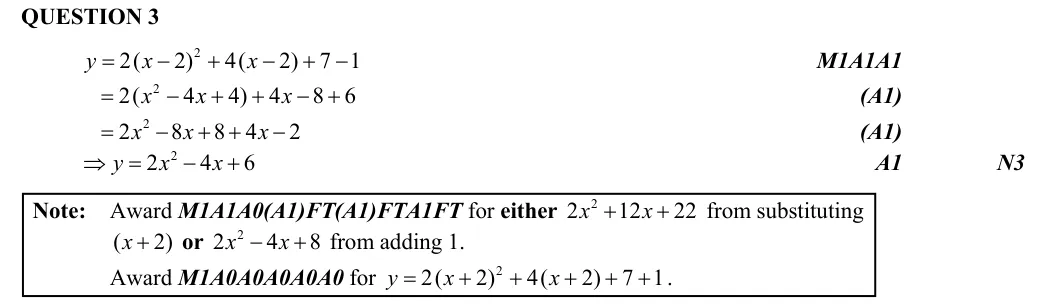 QUESTION 3
y = 2(x − 2)² + 4(x − 2) + 7 − 1 M1A1A1
= 2(x² − 4x + 4) + 4x − 8 + 6 (A1)
= 2x² − 8x + 8 + 4x − 2 (A1)
⇒ y = 2x² − 4x + 6 A1 N3
Note: Award M1A1A0(A1)FT(A1)FTA1FT for either 2x² + 12x + 22 from substituting
(x + 2) or 2x² − 4x + 8 from adding 1.
Award M1A0A0A0A0A0 for y = 2(x + 2)² + 4(x + 2) + 7 + 1.